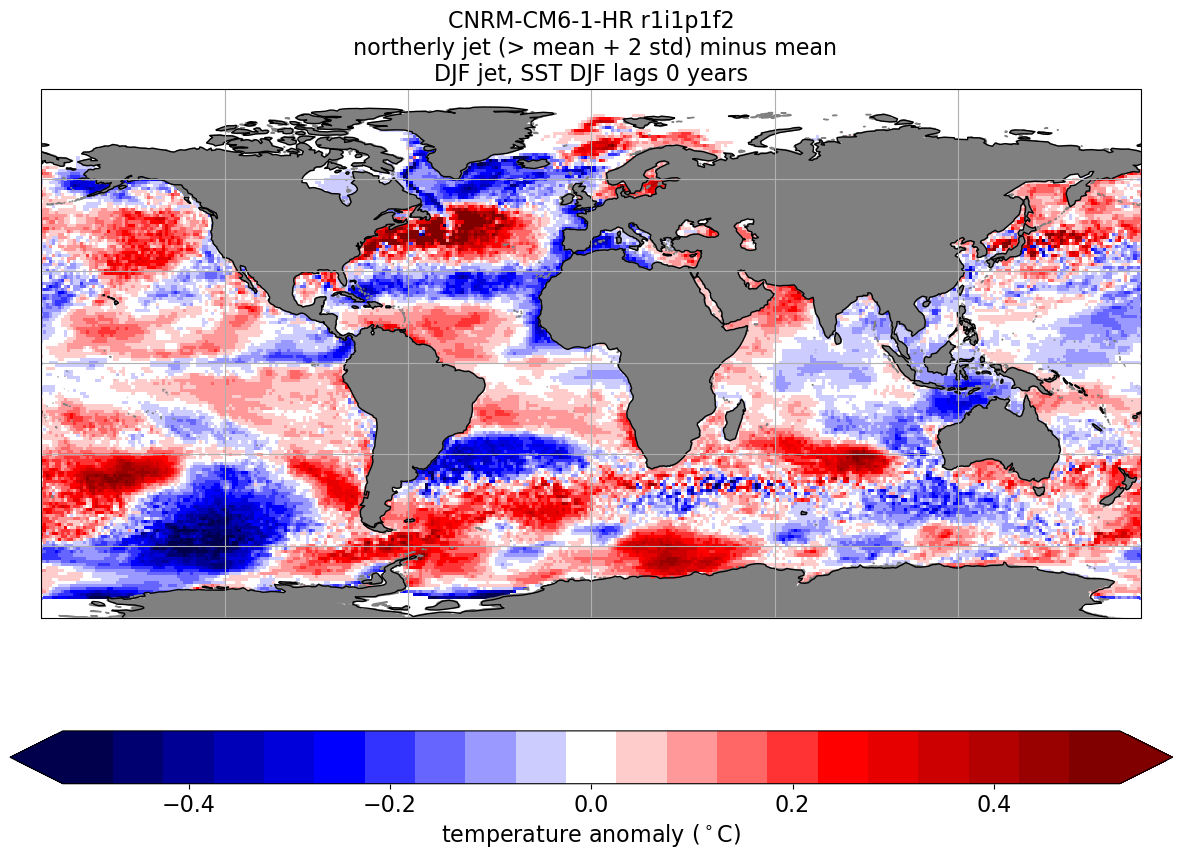 CNRM-CM6-1-HR r1i1p1f2
northerly jet (> mean + 2 std) minus mean
DJF jet, SST DJF lags 0 years
−0.4 −0.2 0.0 0.2 0.4
temperature anomaly (°C)